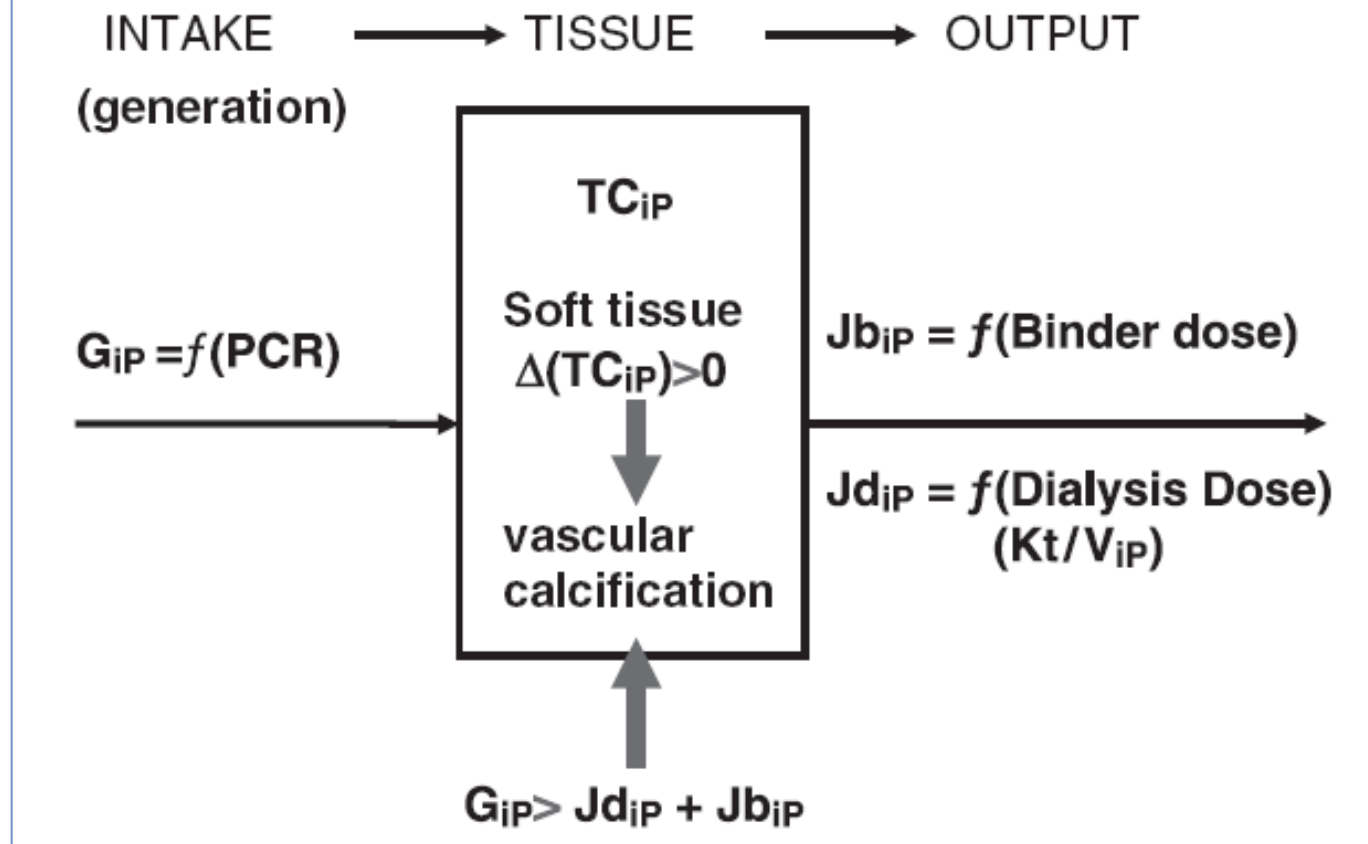 INTAKE → TISSUE → OUTPUT
(generation)
TCiP
Soft tissue
Δ(TCiP)>0
GiP =f(PCR)
vascular
calcification
JbiP = f(Binder dose)
JdiP = f(Dialysis Dose)
(Kt/ViP)
GiP> JdiP + JbiP